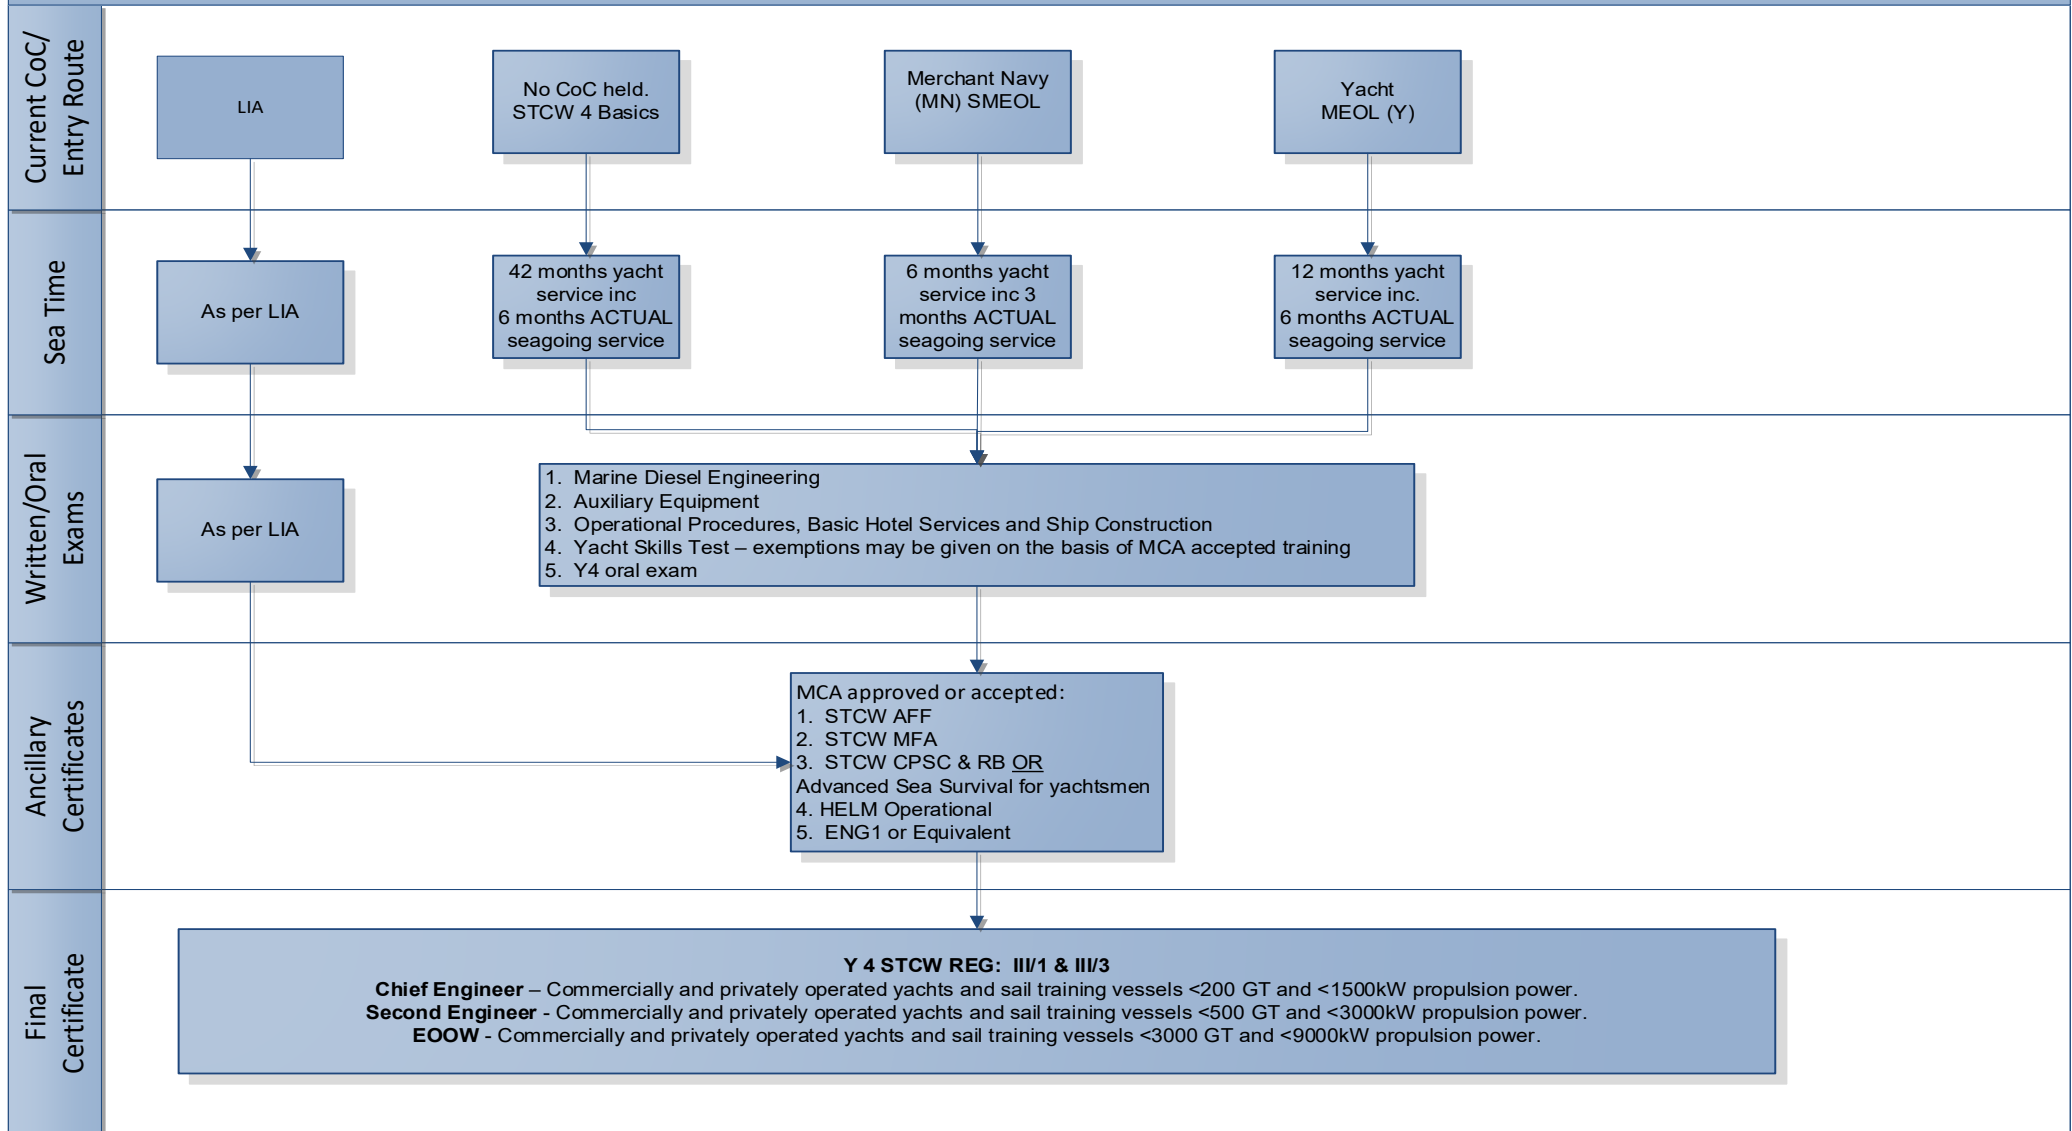 Current CoC/
Entry Route
LIA
No CoC held.
STCW 4 Basics
Merchant Navy
(MN) SMEOL
Yacht
MEOL (Y)
Sea Time
As per LIA
42 months yacht
service inc
6 months ACTUAL
seagoing service
6 months yacht
service inc 3
months ACTUAL
seagoing service
12 months yacht
service inc.
6 months ACTUAL
seagoing service
Written/Oral
Exams
As per LIA
1. Marine Diesel Engineering
2. Auxiliary Equipment
3. Operational Procedures, Basic Hotel Services and Ship Construction
4. Yacht Skills Test – exemptions may be given on the basis of MCA accepted training
5. Y4 oral exam
Ancillary
Certificates
MCA approved or accepted:
1. STCW AFF
2. STCW MFA
3. STCW CPSC & RB OR
Advanced Sea Survival for yachtsmen
4. HELM Operational
5. ENG1 or Equivalent
Final
Certificate
Y 4 STCW REG: III/1 & III/3
Chief Engineer – Commercially and privately operated yachts and sail training vessels <200 GT and <1500kW propulsion power.
Second Engineer - Commercially and privately operated yachts and sail training vessels <500 GT and <3000kW propulsion power.
EOOW - Commercially and privately operated yachts and sail training vessels <3000 GT and <9000kW propulsion power.